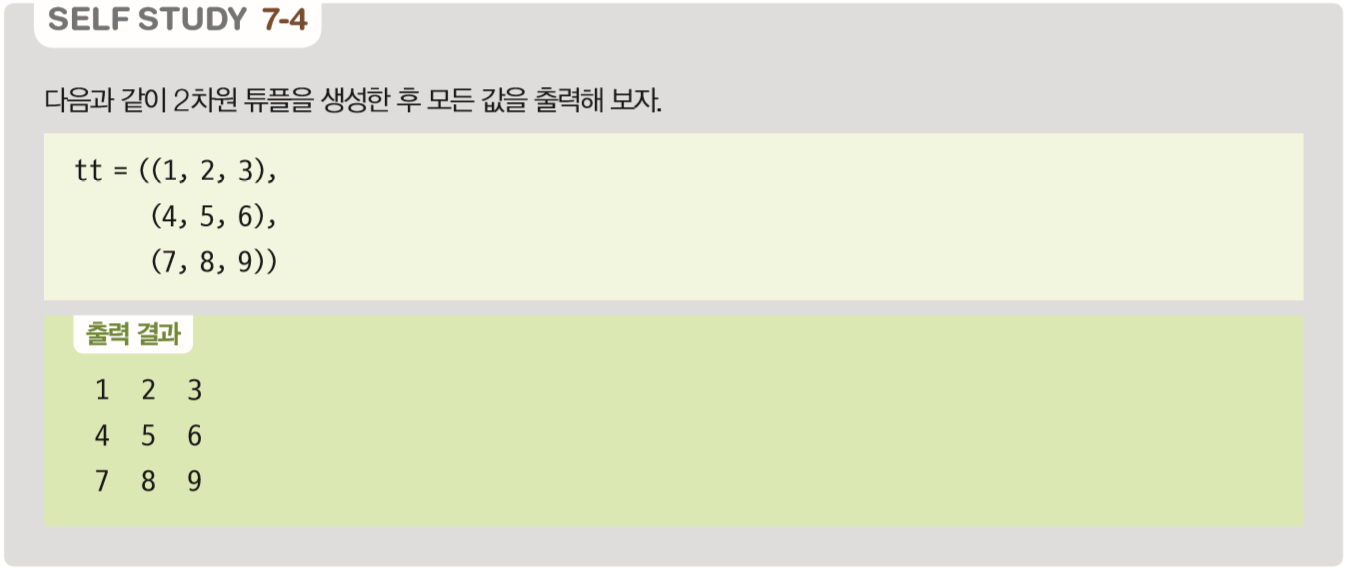 SELF STUDY 7-4
다음과 같이 2차원 튜플을 생성한 후 모든 값을 출력해 보자.
tt = ((1, 2, 3),
(4, 5, 6),
(7, 8, 9))
출력 결과
1 2 3
4 5 6
7 8 9